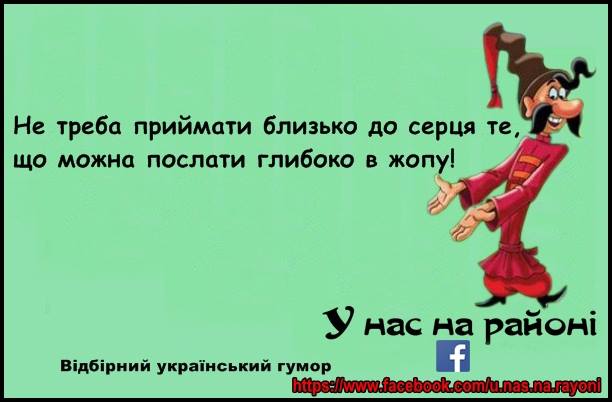 Не треба приймати близько до серця те,
що можна послати глибоко в жопу!
У нас на районі
f
Відбірний український гумор
https://www.facebook.com/u.nas.na.rayoni